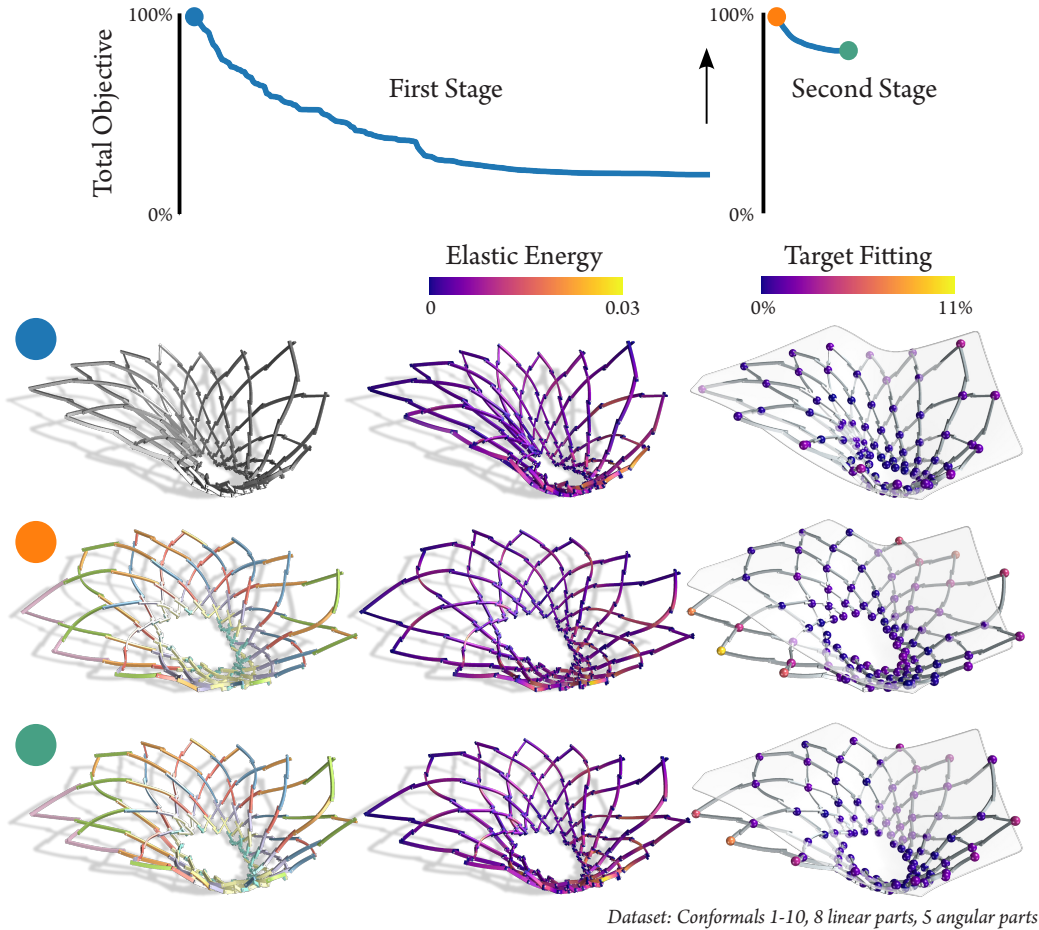 100%
100%
Total Objective
First Stage
Second Stage
0%
0%
Elastic Energy
Target Fitting
0
0.03
0%
11%
Dataset: Conformals 1-10, 8 linear parts, 5 angular parts